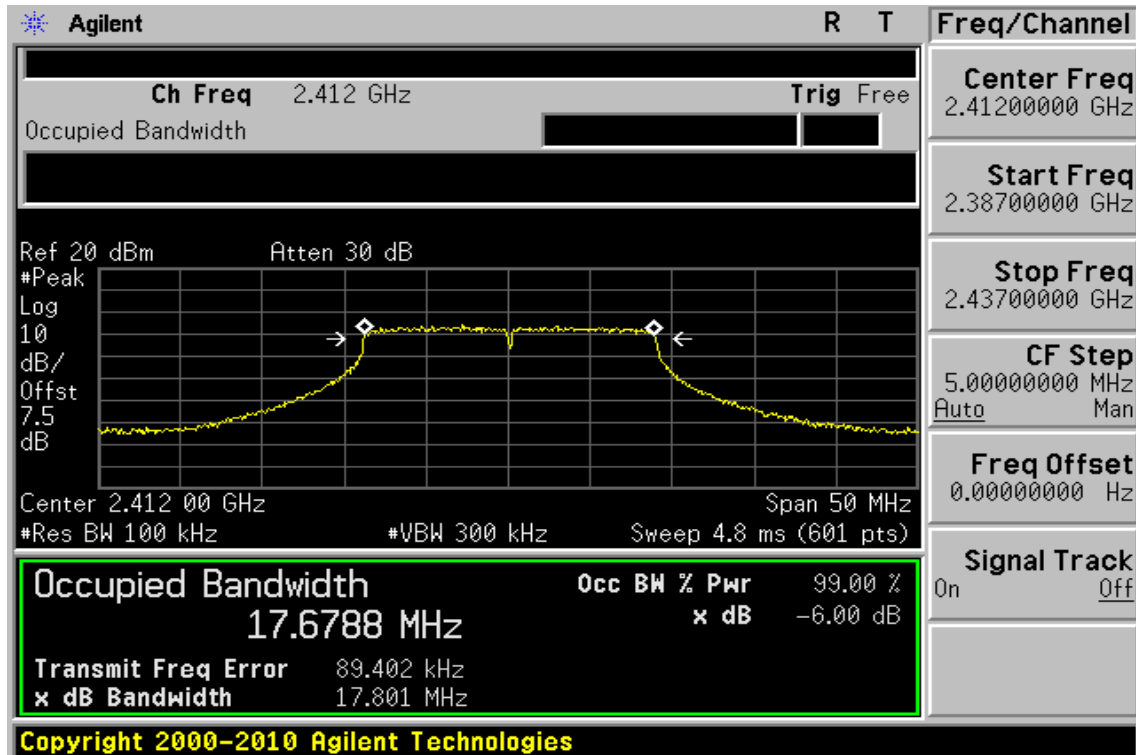 Agilent R T
Ch Freq 2.412 GHz Trig Free
Occupied Bandwidth
Ref 20 dBm Atten 30 dB
#Peak
Log
10
dB/
Offst
7.5
dB
Center 2.412 00 GHz Span 50 MHz
#Res BW 100 kHz #VBW 300 kHz Sweep 4.8 ms (601 pts)
Occupied Bandwidth
17.6788 MHz
Occ BW % Pwr 99.00 %
x dB -6.00 dB
Transmit Freq Error 89.402 kHz
x dB Bandwidth 17.801 MHz
Copyright 2000-2010 Agilent Technologies
Freq/Channel
Center Freq
2.41200000 GHz
Start Freq
2.38700000 GHz
Stop Freq
2.43700000 GHz
CF Step
5.00000000 MHz
Auto Man
Freq Offset
0.00000000 Hz
Signal Track
On Off